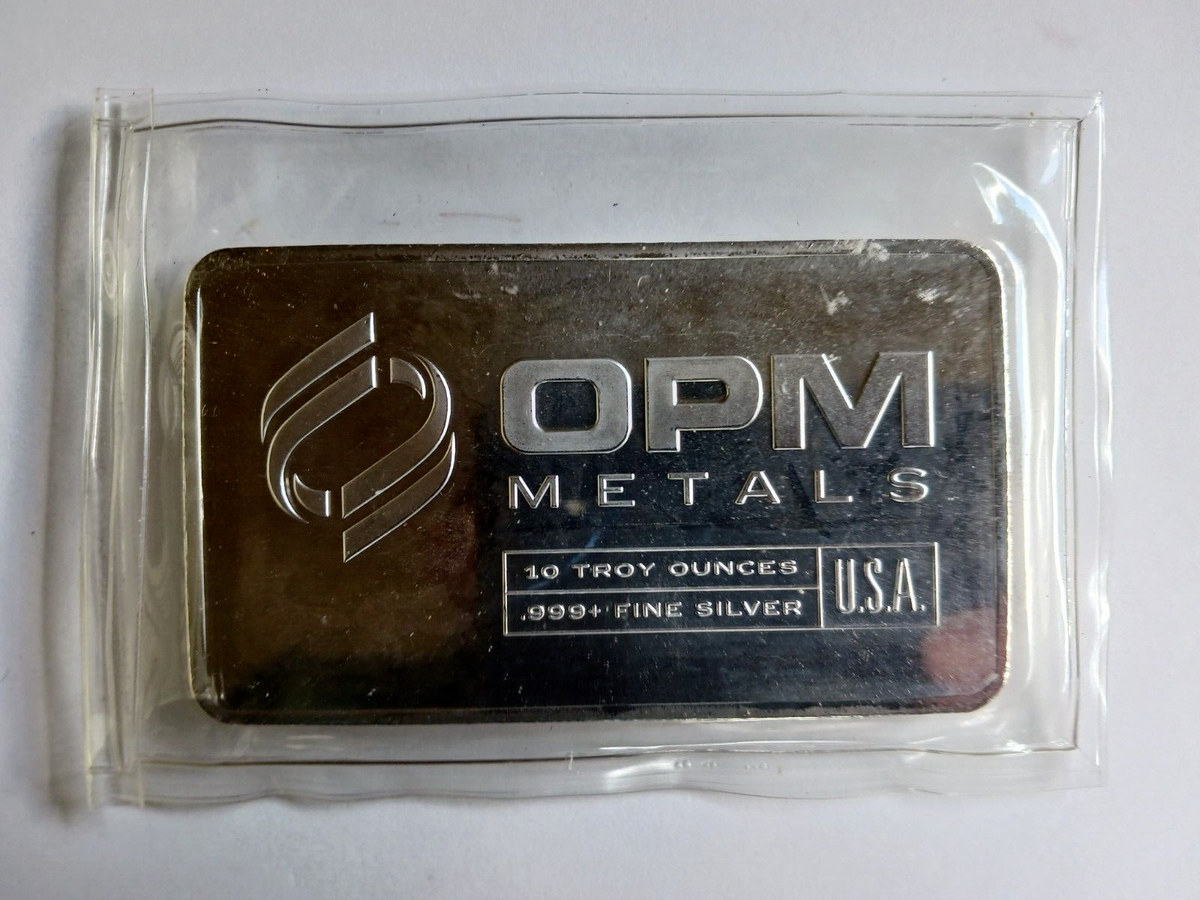 OPM
METALS
10 TROY OUNCES
.999+ FINE SILVER
U.S.A.